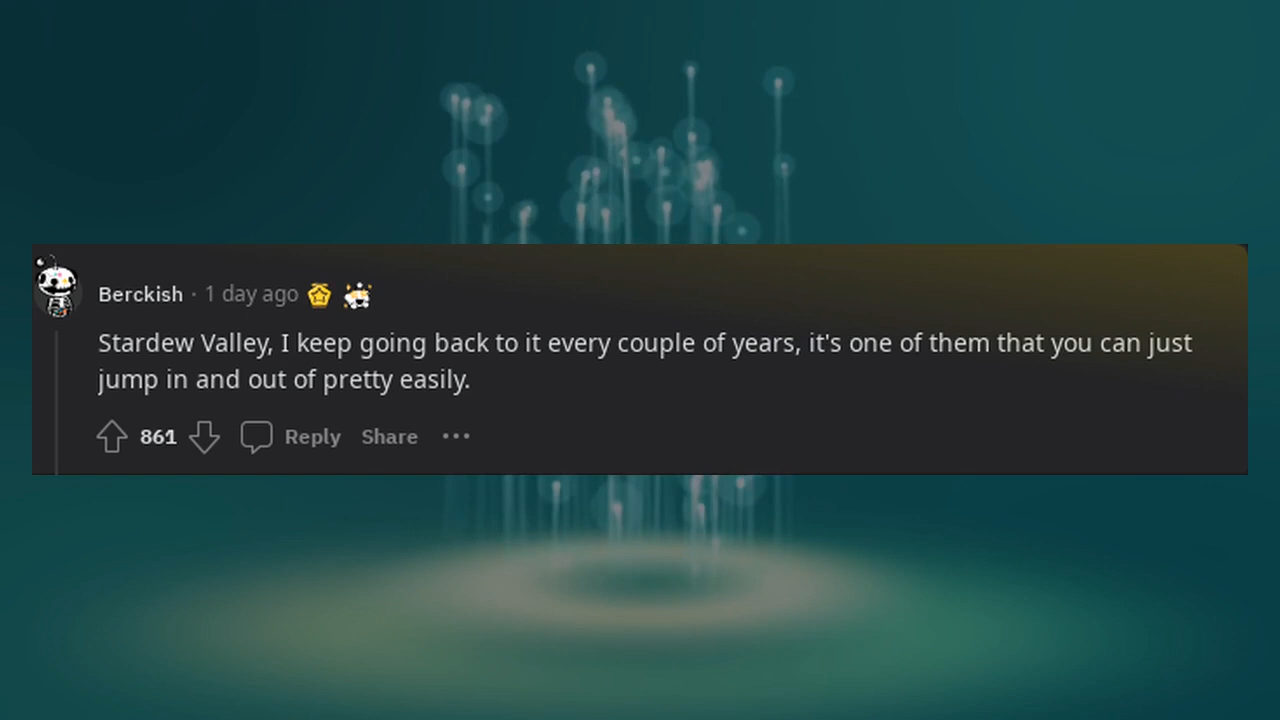 Berckish · 1 day ago
Stardew Valley, I keep going back to it every couple of years, it's one of them that you can just
jump in and out of pretty easily.
861 Reply Share ···